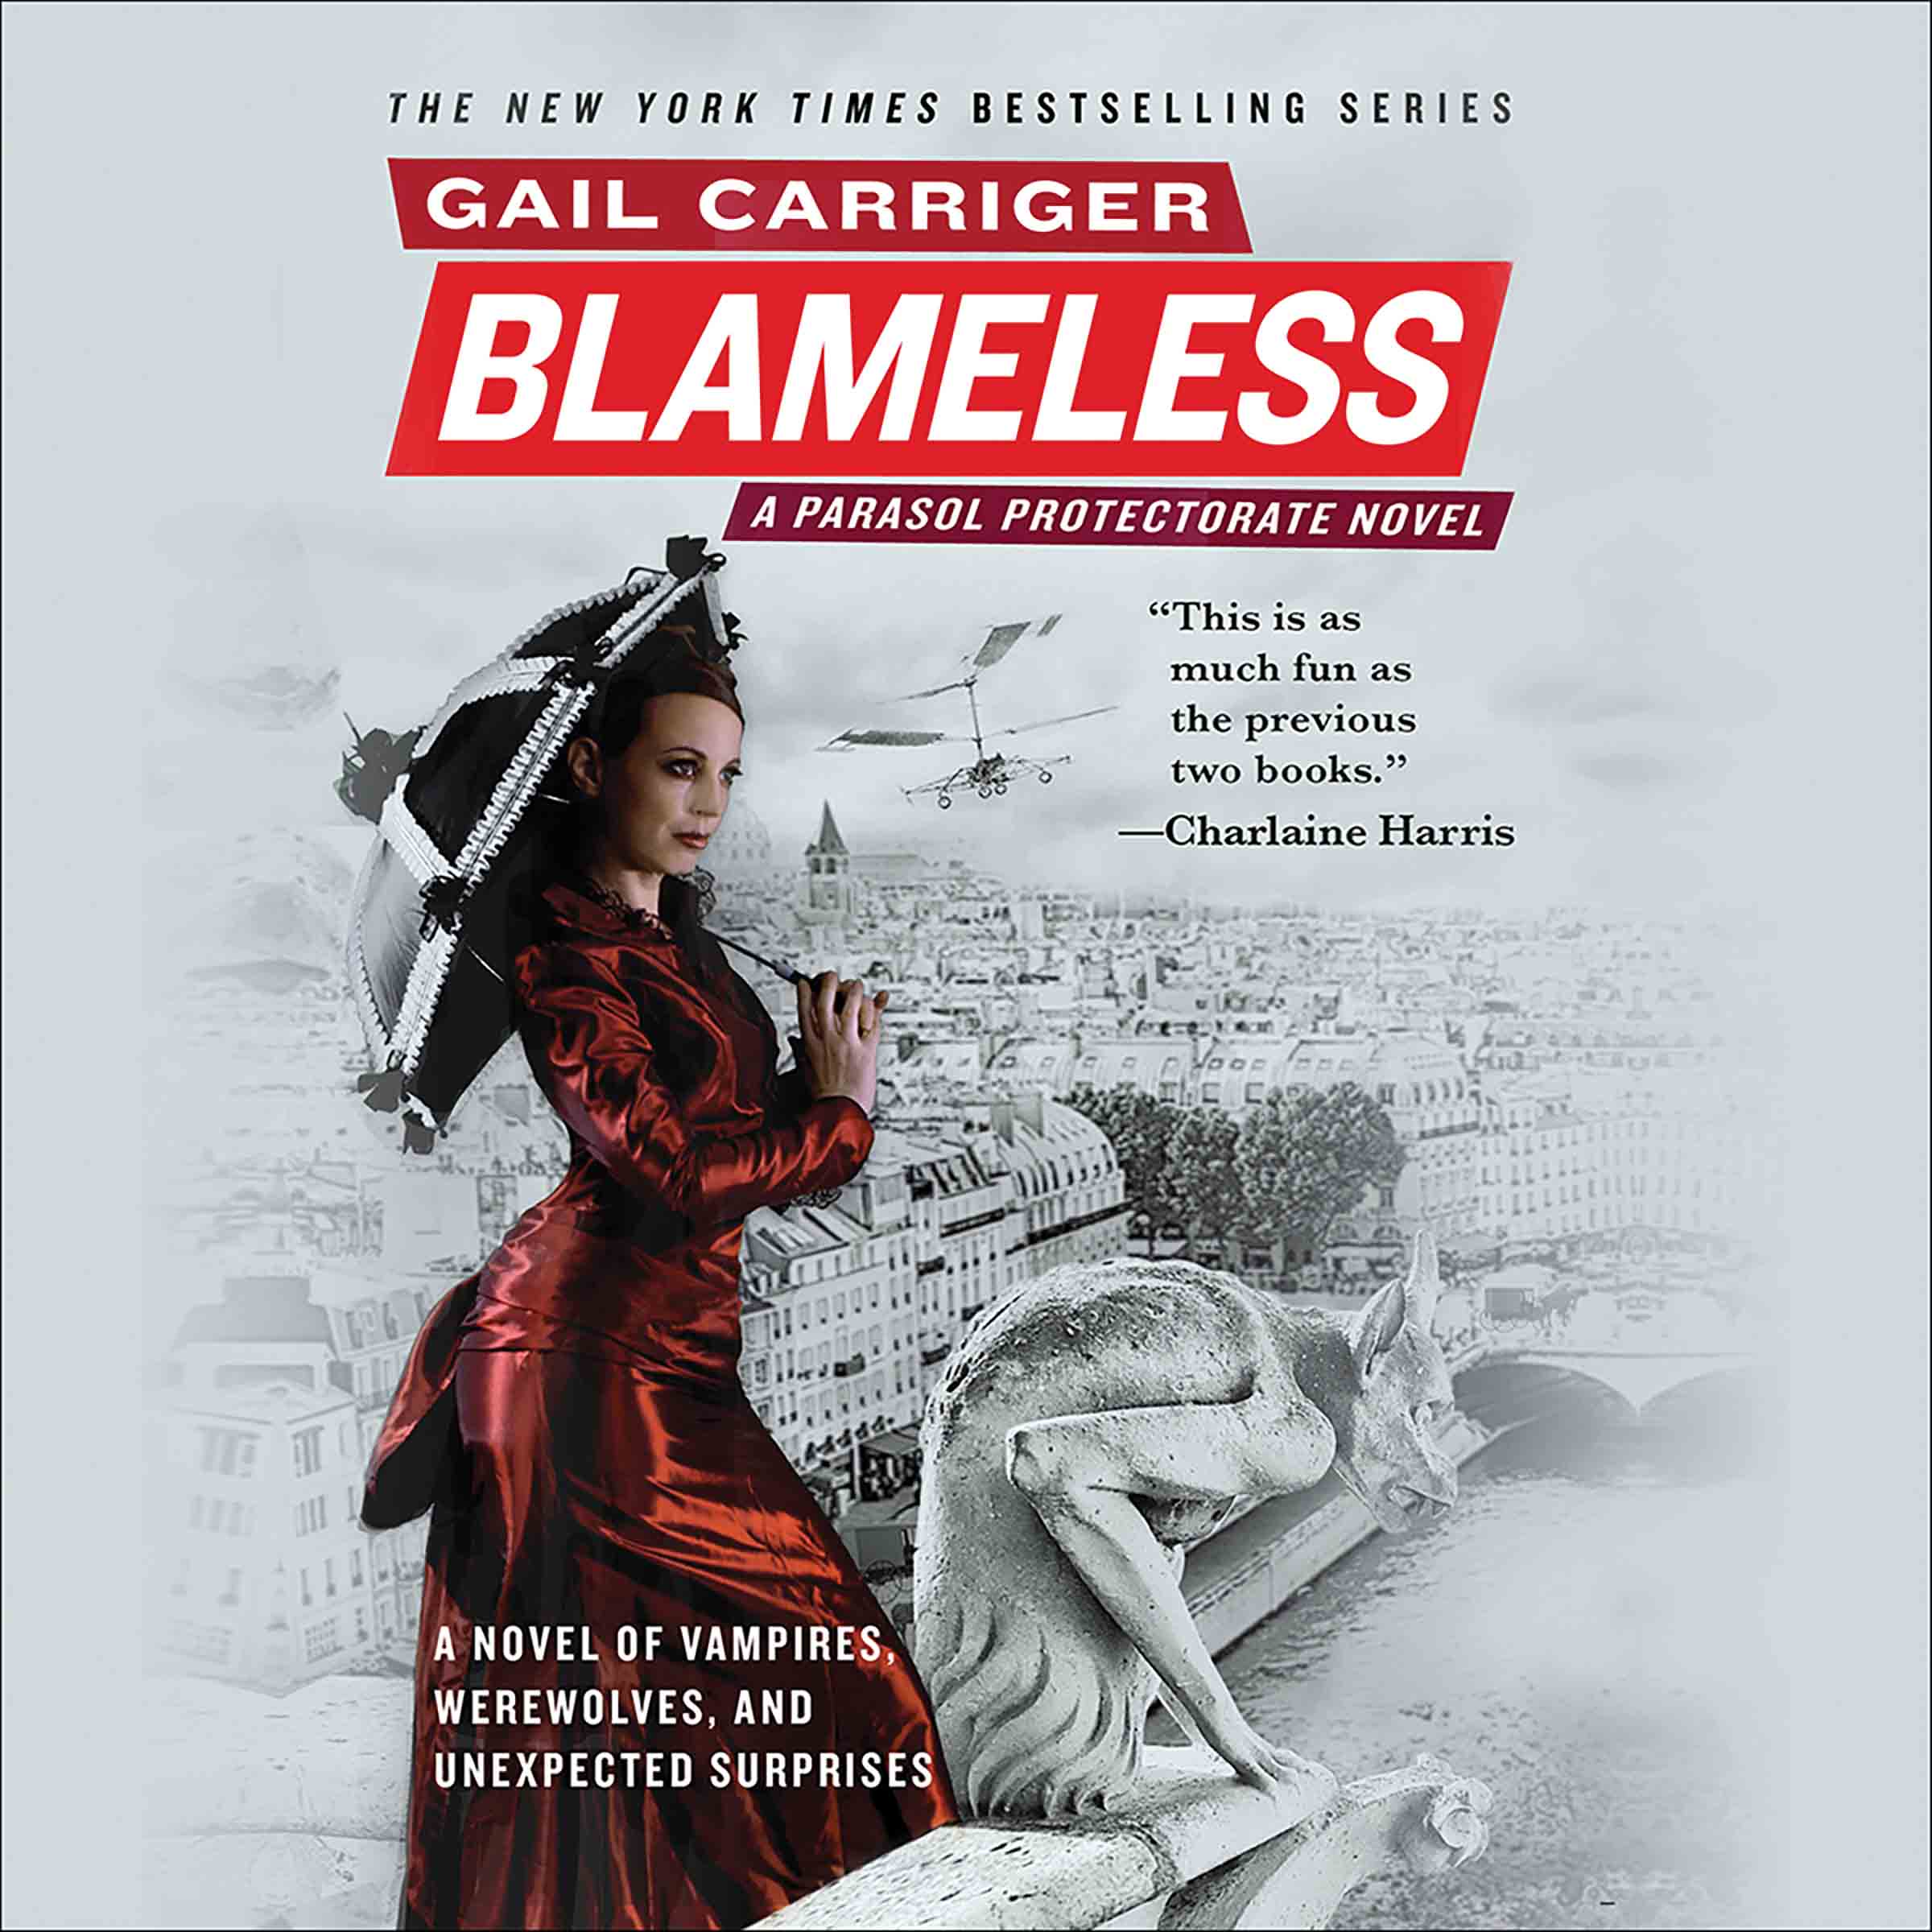 THE NEW YORK TIMES BESTSELLING SERIES
GAIL CARRIGER
BLAMELESS
A PARASOL PROTECTORATE NOVEL
“This is as
much fun as
the previous
two books.”
—Charlaine Harris
A NOVEL OF VAMPIRES,
WEREWOLVES, AND
UNEXPECTED SURPRISES